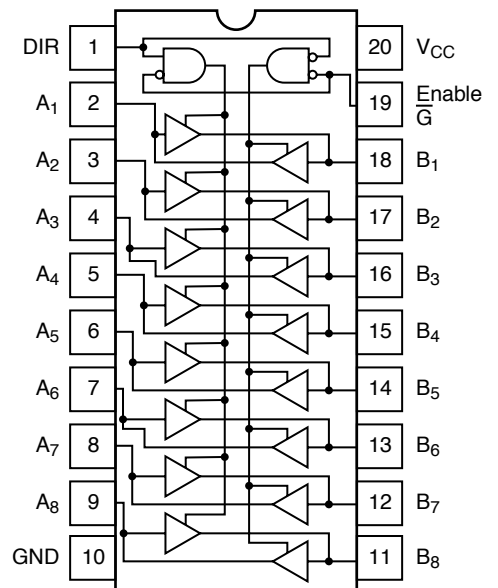 DIR 1 20 VCC
A1 2 19 Enable G̅
A2 3 18 B1
A3 4 17 B2
A4 5 16 B3
A5 6 15 B4
A6 7 14 B5
A7 8 13 B6
A8 9 12 B7
GND 10 11 B8